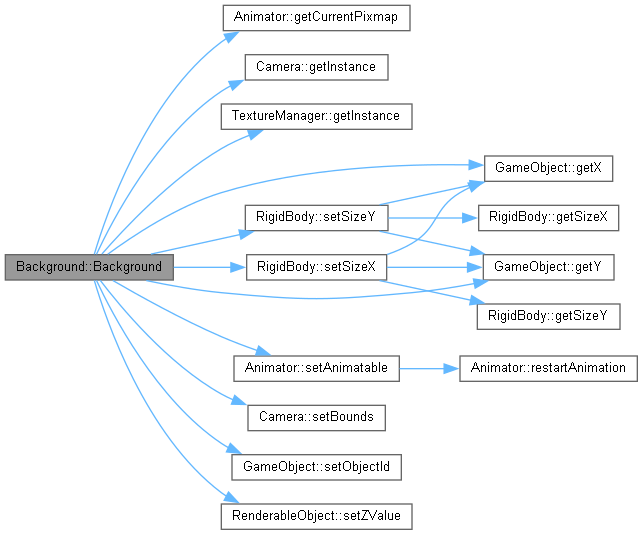 Animator::getCurrentPixmap
Camera::getInstance
TextureManager::getInstance
GameObject::getX
RigidBody::setSizeY
RigidBody::getSizeX
Background::Background
RigidBody::setSizeX
GameObject::getY
RigidBody::getSizeY
Animator::setAnimatable
Animator::restartAnimation
Camera::setBounds
GameObject::setObjectId
RenderableObject::setZValue